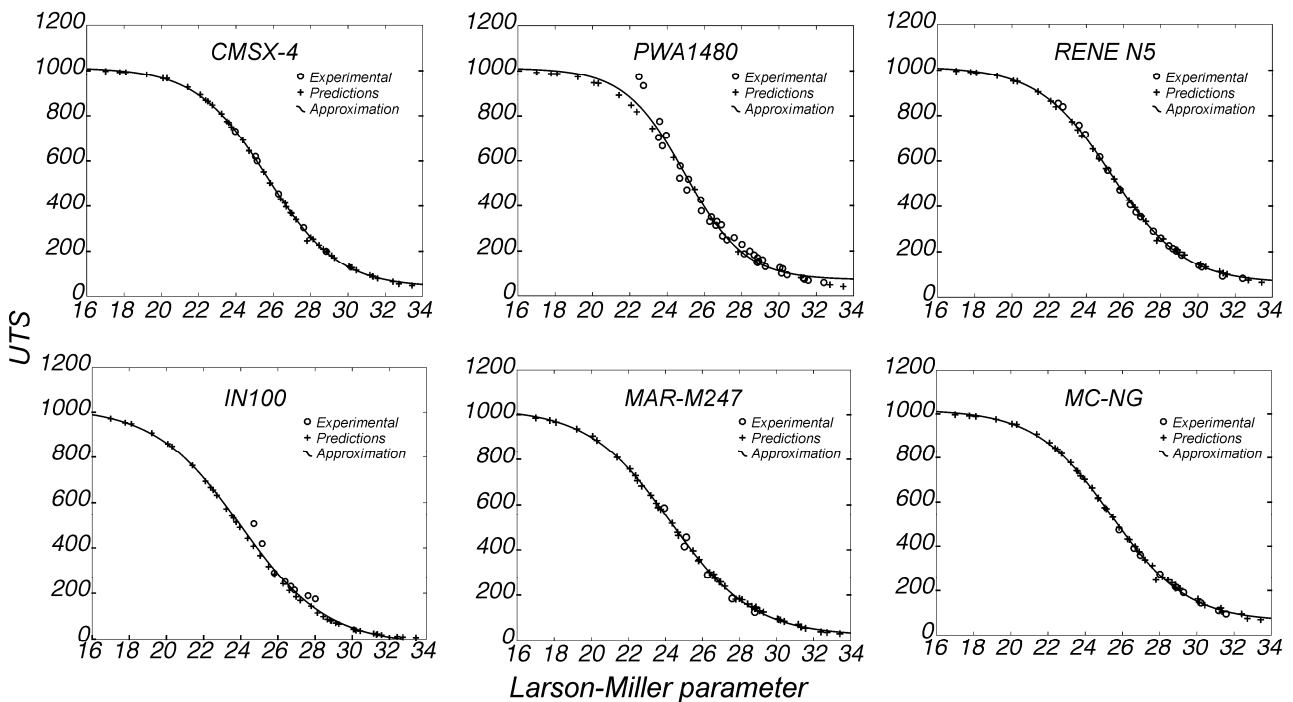 UTS
CMSX-4
1200
1000
800
600
400
200
0
Experimental
Predictions
Approximation
16 18 20 22 24 26 28 30 32 34
PWA1480
1200
1000
800
600
400
200
0
Experimental
Predictions
Approximation
16 18 20 22 24 26 28 30 32 34
RENE N5
1200
1000
800
600
400
200
0
Experimental
Predictions
Approximation
16 18 20 22 24 26 28 30 32 34
IN100
1200
1000
800
600
400
200
0
Experimental
Predictions
Approximation
16 18 20 22 24 26 28 30 32 34
MAR-M247
1200
1000
800
600
400
200
0
Experimental
Predictions
Approximation
16 18 20 22 24 26 28 30 32 34
MC-NG
1200
1000
800
600
400
200
0
Experimental
Predictions
Approximation
16 18 20 22 24 26 28 30 32 34
Larson-Miller parameter